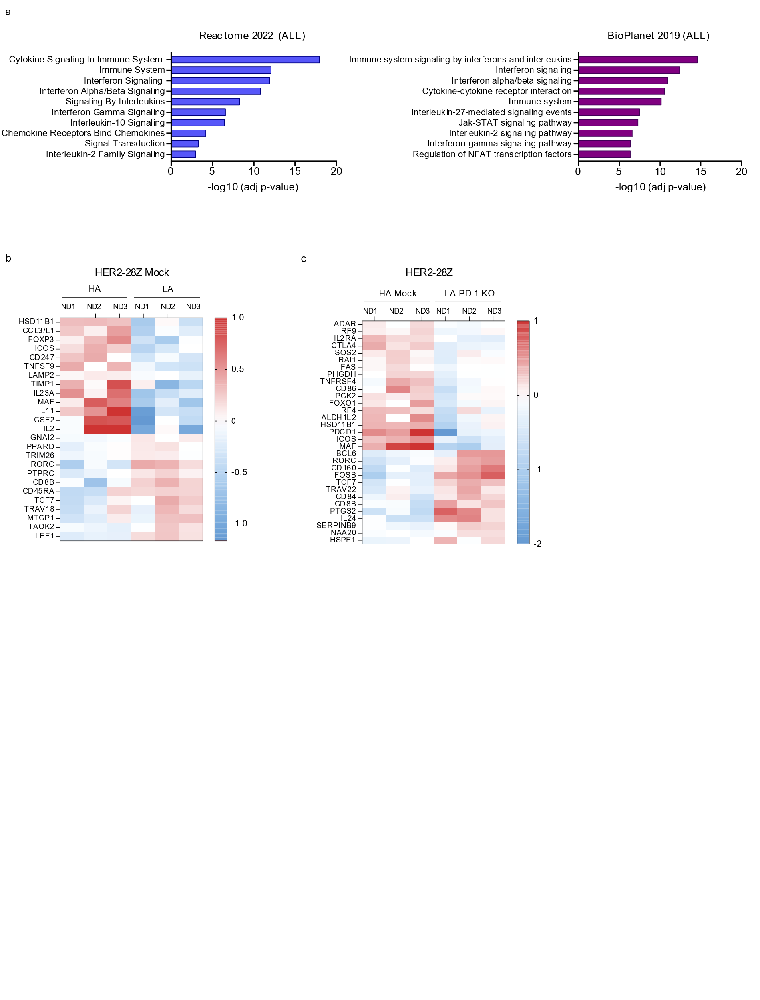 a
Reactome 2022 (ALL)
Cytokine Signaling In Immune System
Immune System
Interferon Signaling
Interferon Alpha/Beta Signaling
Signaling By Interleukins
Interferon Gamma Signaling
Interleukin-10 Signaling
Chemokine Receptors Bind Chemokines
Signal Transduction
Interleukin-2 Family Signaling
0 5 10 15 20
-log10 (adj p-value)
BioPlanet 2019 (ALL)
Immune system signaling by interferons and interleukins
Interferon signaling
Interferon alpha/beta signaling
Cytokine-cytokine receptor interaction
Immune system
Interleukin-27-mediated signaling events
Jak-STAT signaling pathway
Interleukin-2 signaling pathway
Interferon-gamma signaling pathway
Regulation of NFAT transcription factors
0 5 10 15 20
-log10 (adj p-value)
b
HER2-28Z Mock
HA LA
ND1 ND2 ND3 ND1 ND2 ND3
HSD11B1
CCL3/L1
FOXP3
ICOS
CD247
TNFSF9
LAMP2
TIMP1
IL23A
MAF
IL11
CSF2
IL2
GNAI2
PPARD
TRIM26
RORC
PTPRC
CD8B
CD45RA
TCF7
TRAV18
MTCP1
TAOK2
LEF1
1.0
0.5
0
-0.5
-1.0
c
HER2-28Z
HA Mock LA PD-1 KO
ND1 ND2 ND3 ND1 ND2 ND3
ADAR
IRF9
IL2RA
CTLA4
SOS2
RAI1
FAS
PHGDH
TNFRSF4
CD86
PCK2
FOXO1
IRF4
ALDH1L2
HSD11B1
PDCD1
ICOS
MAF
BCL6
RORC
CD160
FOSB
TCF7
TRAV22
CD84
CD8B
PTGS2
IL24
SERPINB9
NAA20
HSPE1
1
0
-1
-2